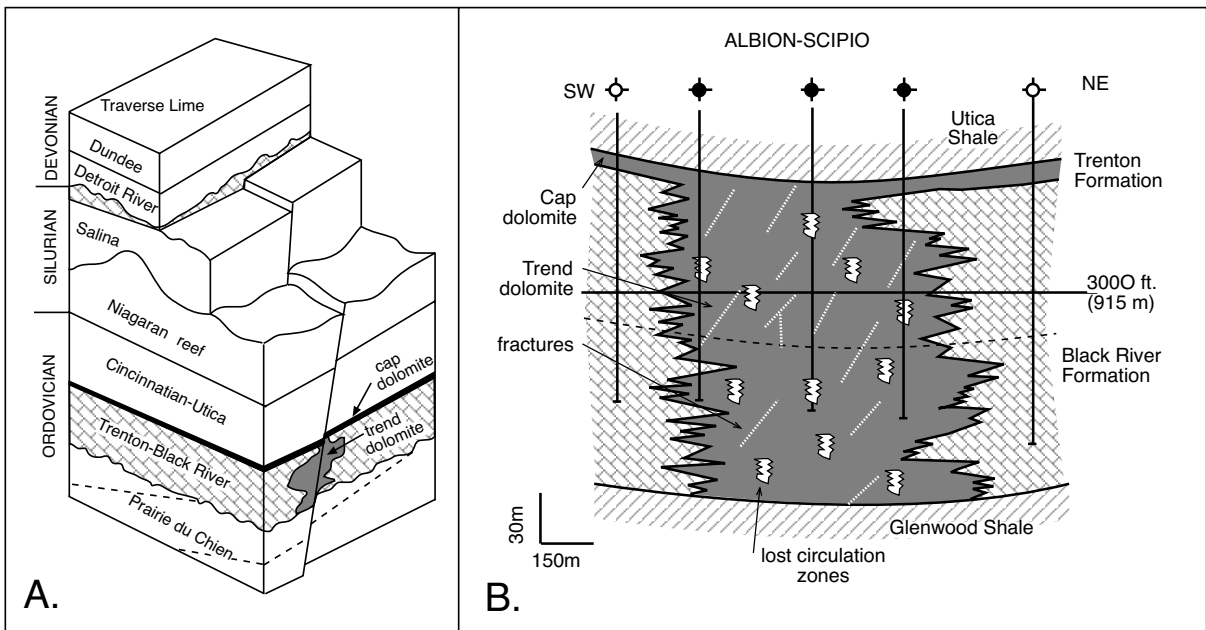 DEVONIAN
SILURIAN
ORDOVICIAN
Traverse Lime
Dundee
Detroit River
Salina
Niagaran reef
Cincinnatian-Utica
cap
dolomite
Trenton-Black River
trend
dolomite
Prairie du Chien
A.
ALBION-SCIPIO
SW
NE
Utica
Shale
Trenton
Formation
Cap
dolomite
Trend
dolomite
300O ft.
(915 m)
fractures
Black River
Formation
Glenwood Shale
30m
150m
lost circulation
zones
B.